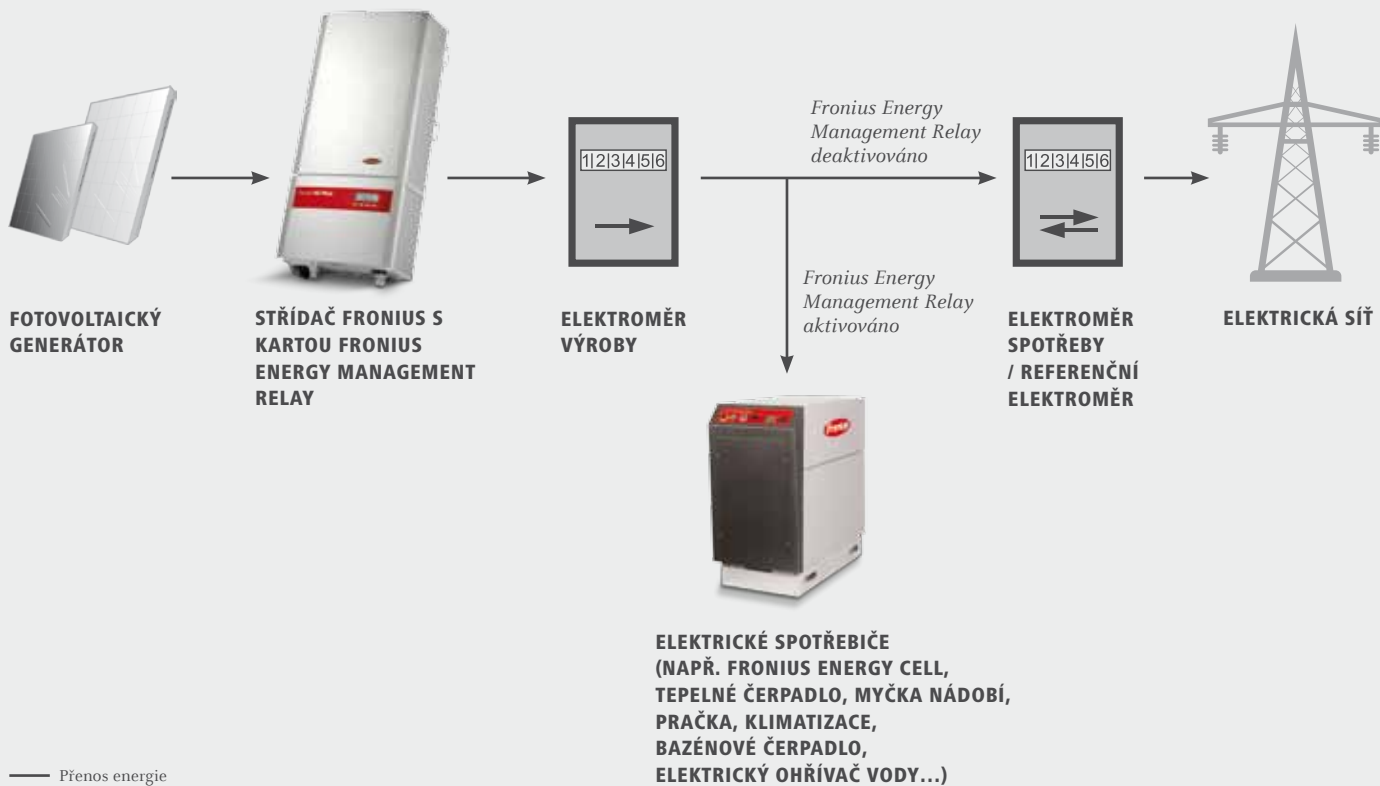 Fronius Energy
Management Relay
deaktivováno
1|2|3|4|5|6
1|2|3|4|5|6
Fronius Energy
Management Relay
aktivováno
FOTOVOLTAICKÝ
GENERÁTOR
STŘÍDAČ FRONIUS S
KARTOU FRONIUS
ENERGY MANAGEMENT
RELAY
ELEKTROMĚR
VÝROBY
ELEKTROMĚR
SPOTŘEBY
/ REFERENČNÍ
ELEKTROMĚR
ELEKTRICKÁ SÍŤ
Fronius
ELEKTRICKÉ SPOTŘEBIČE
(NAPŘ. FRONIUS ENERGY CELL,
TEPELNÉ ČERPADLO, MYČKA NÁDOBÍ,
PRAČKA, KLIMATIZACE,
BAZÉNOVÉ ČERPADLO,
ELEKTRICKÝ OHŘÍVAČ VODY...)
Přenos energie